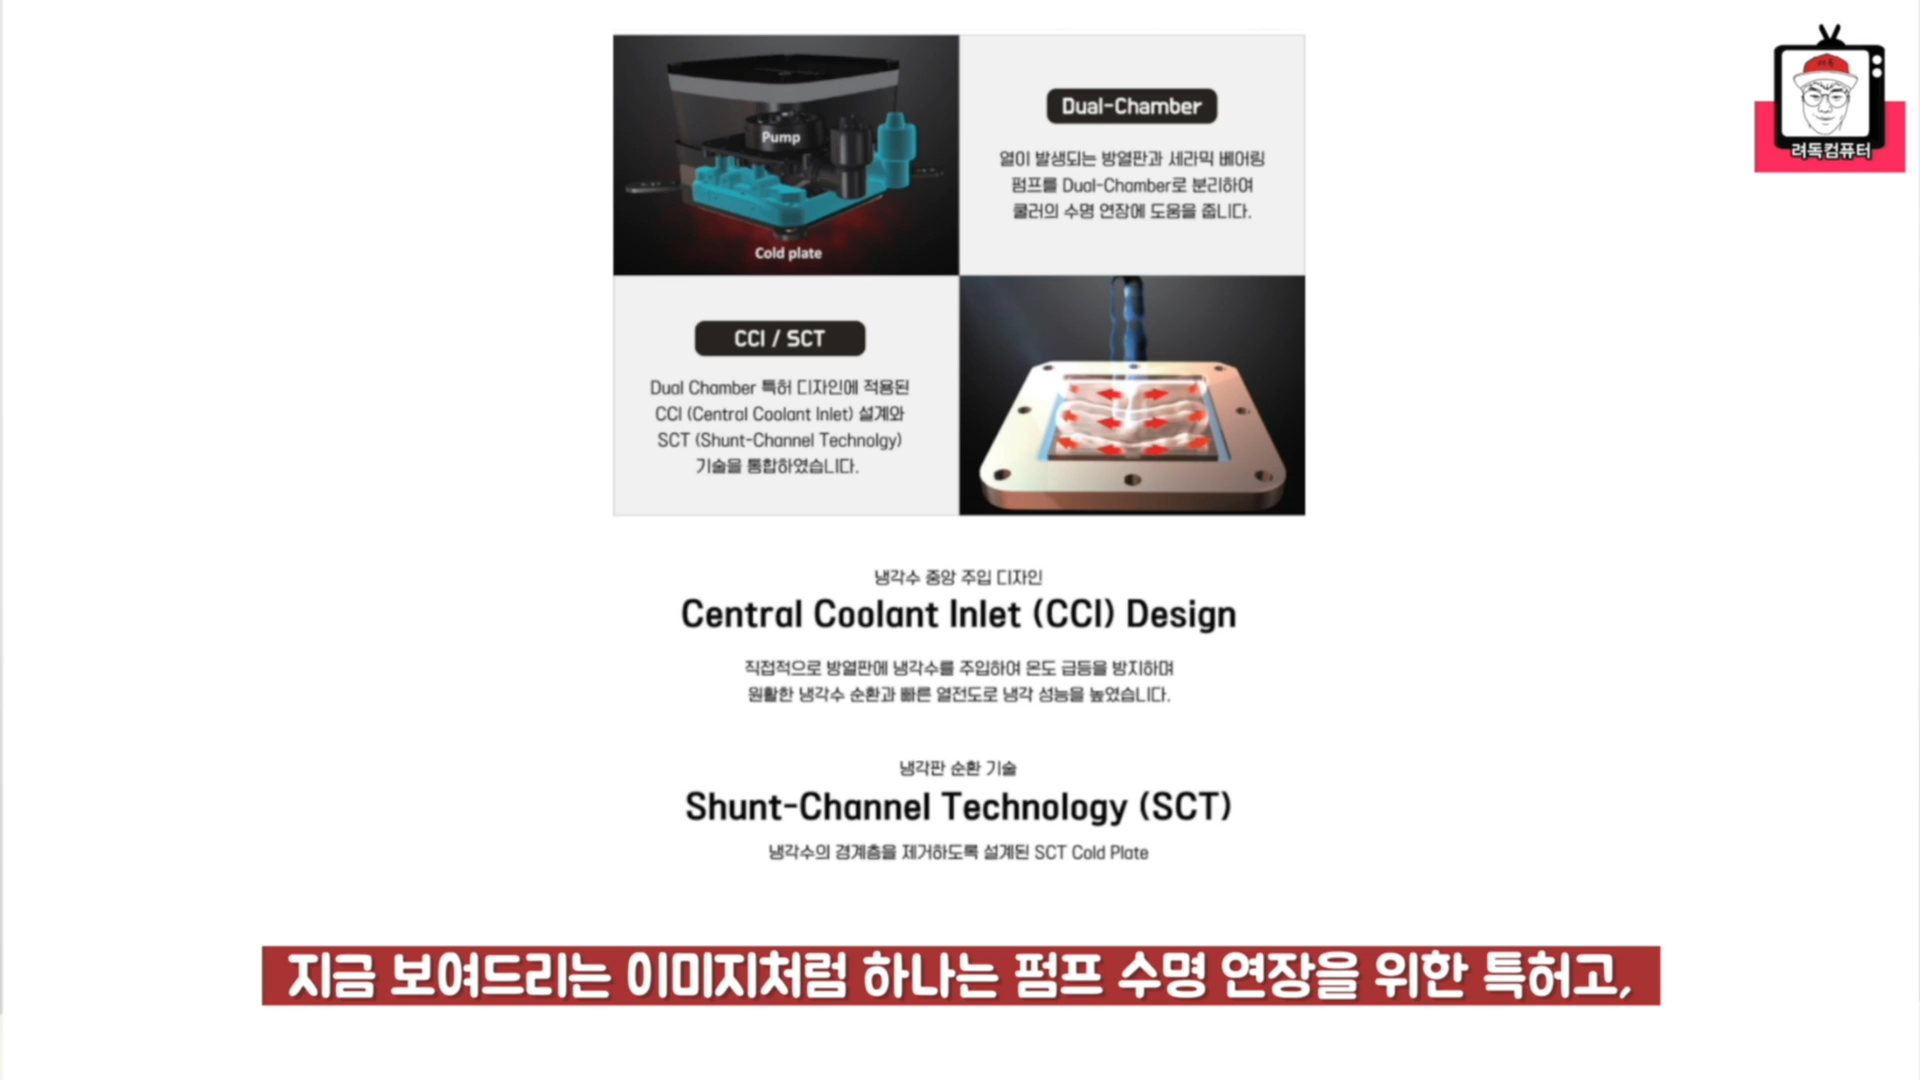 Pump
Cold plate
Dual-Chamber
열이 발생되는 방열판과 세라믹 베어링
펌프를 Dual-Chamber로 분리하여
쿨러의 수명 연장에 도움을 줍니다.
CCI / SCT
Dual Chamber 특허 디자인에 적용된
CCI (Central Coolant Inlet) 설계와
SCT (Shunt-Channel Technolgy)
기술을 통합하였습니다.
냉각수 중앙 주입 디자인
Central Coolant Inlet (CCI) Design
직접적으로 방열판에 냉각수를 주입하여 온도 급등을 방지하며
원활한 냉각수 순환과 빠른 열전도로 냉각 성능을 높였습니다.
냉각판 순환 기술
Shunt-Channel Technology (SCT)
냉각수의 경계층을 제거하도록 설계된 SCT Cold Plate
지금 보여드리는 이미지처럼 하나는 펌프 수명 연장을 위한 특허고,
려독컴퓨터